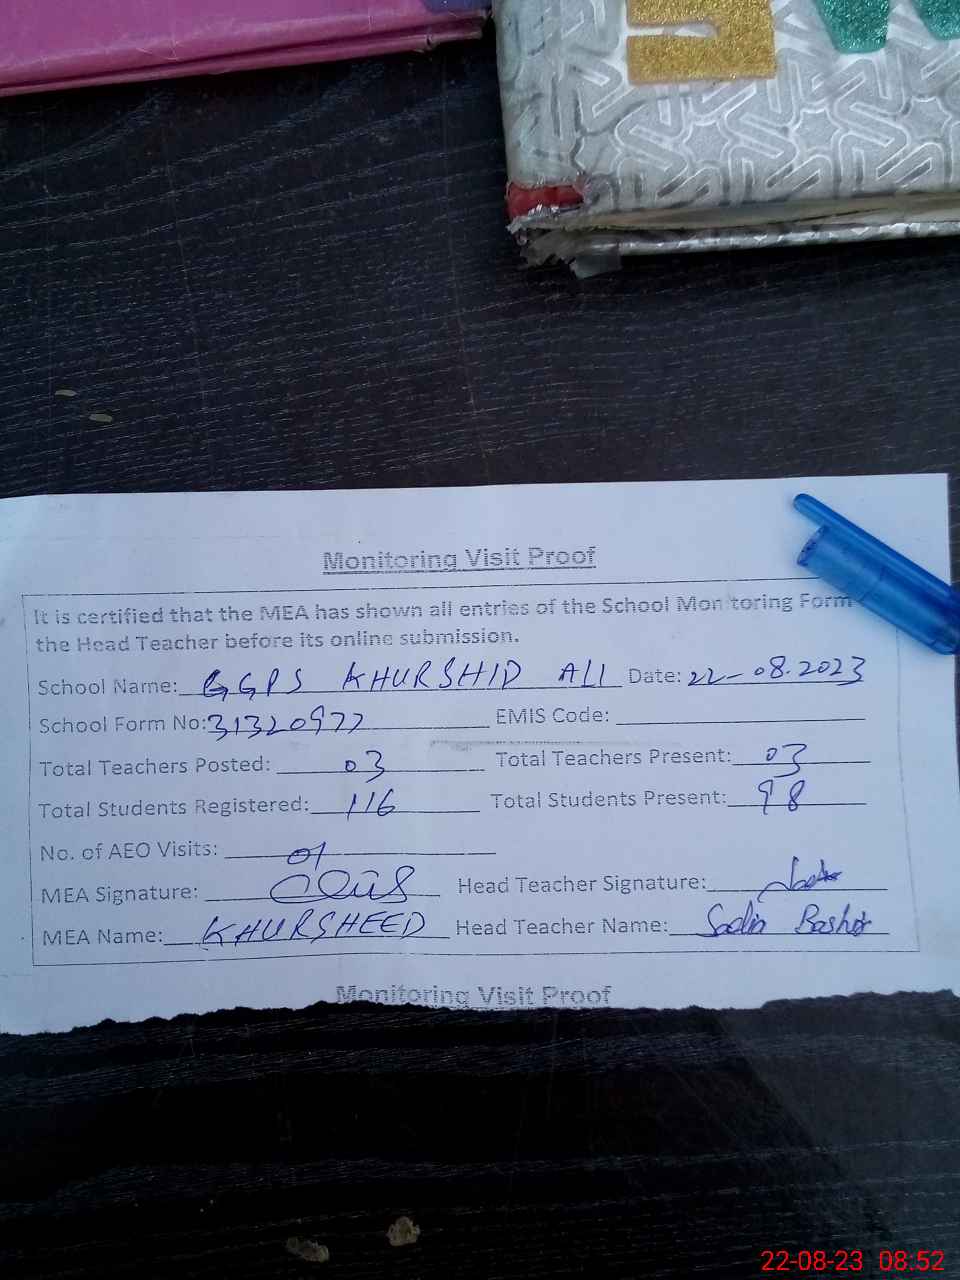 Monitoring Visit Proof
It is certified that the MEA has shown all entries of the School Monitoring Form
the Head Teacher before its online submission.
School Name: GGPS KHURSHID ALI Date: 22-08.2023
School Form No: 31320977 EMIS Code:
Total Teachers Posted: 03 Total Teachers Present: 03
Total Students Registered: 116 Total Students Present: 98
No. of AEO Visits: 01
MEA Signature: Head Teacher Signature:
MEA Name: KHURSHEED Head Teacher Name: Sadia Bashir
Monitoring Visit Proof
22-08-23 08:52